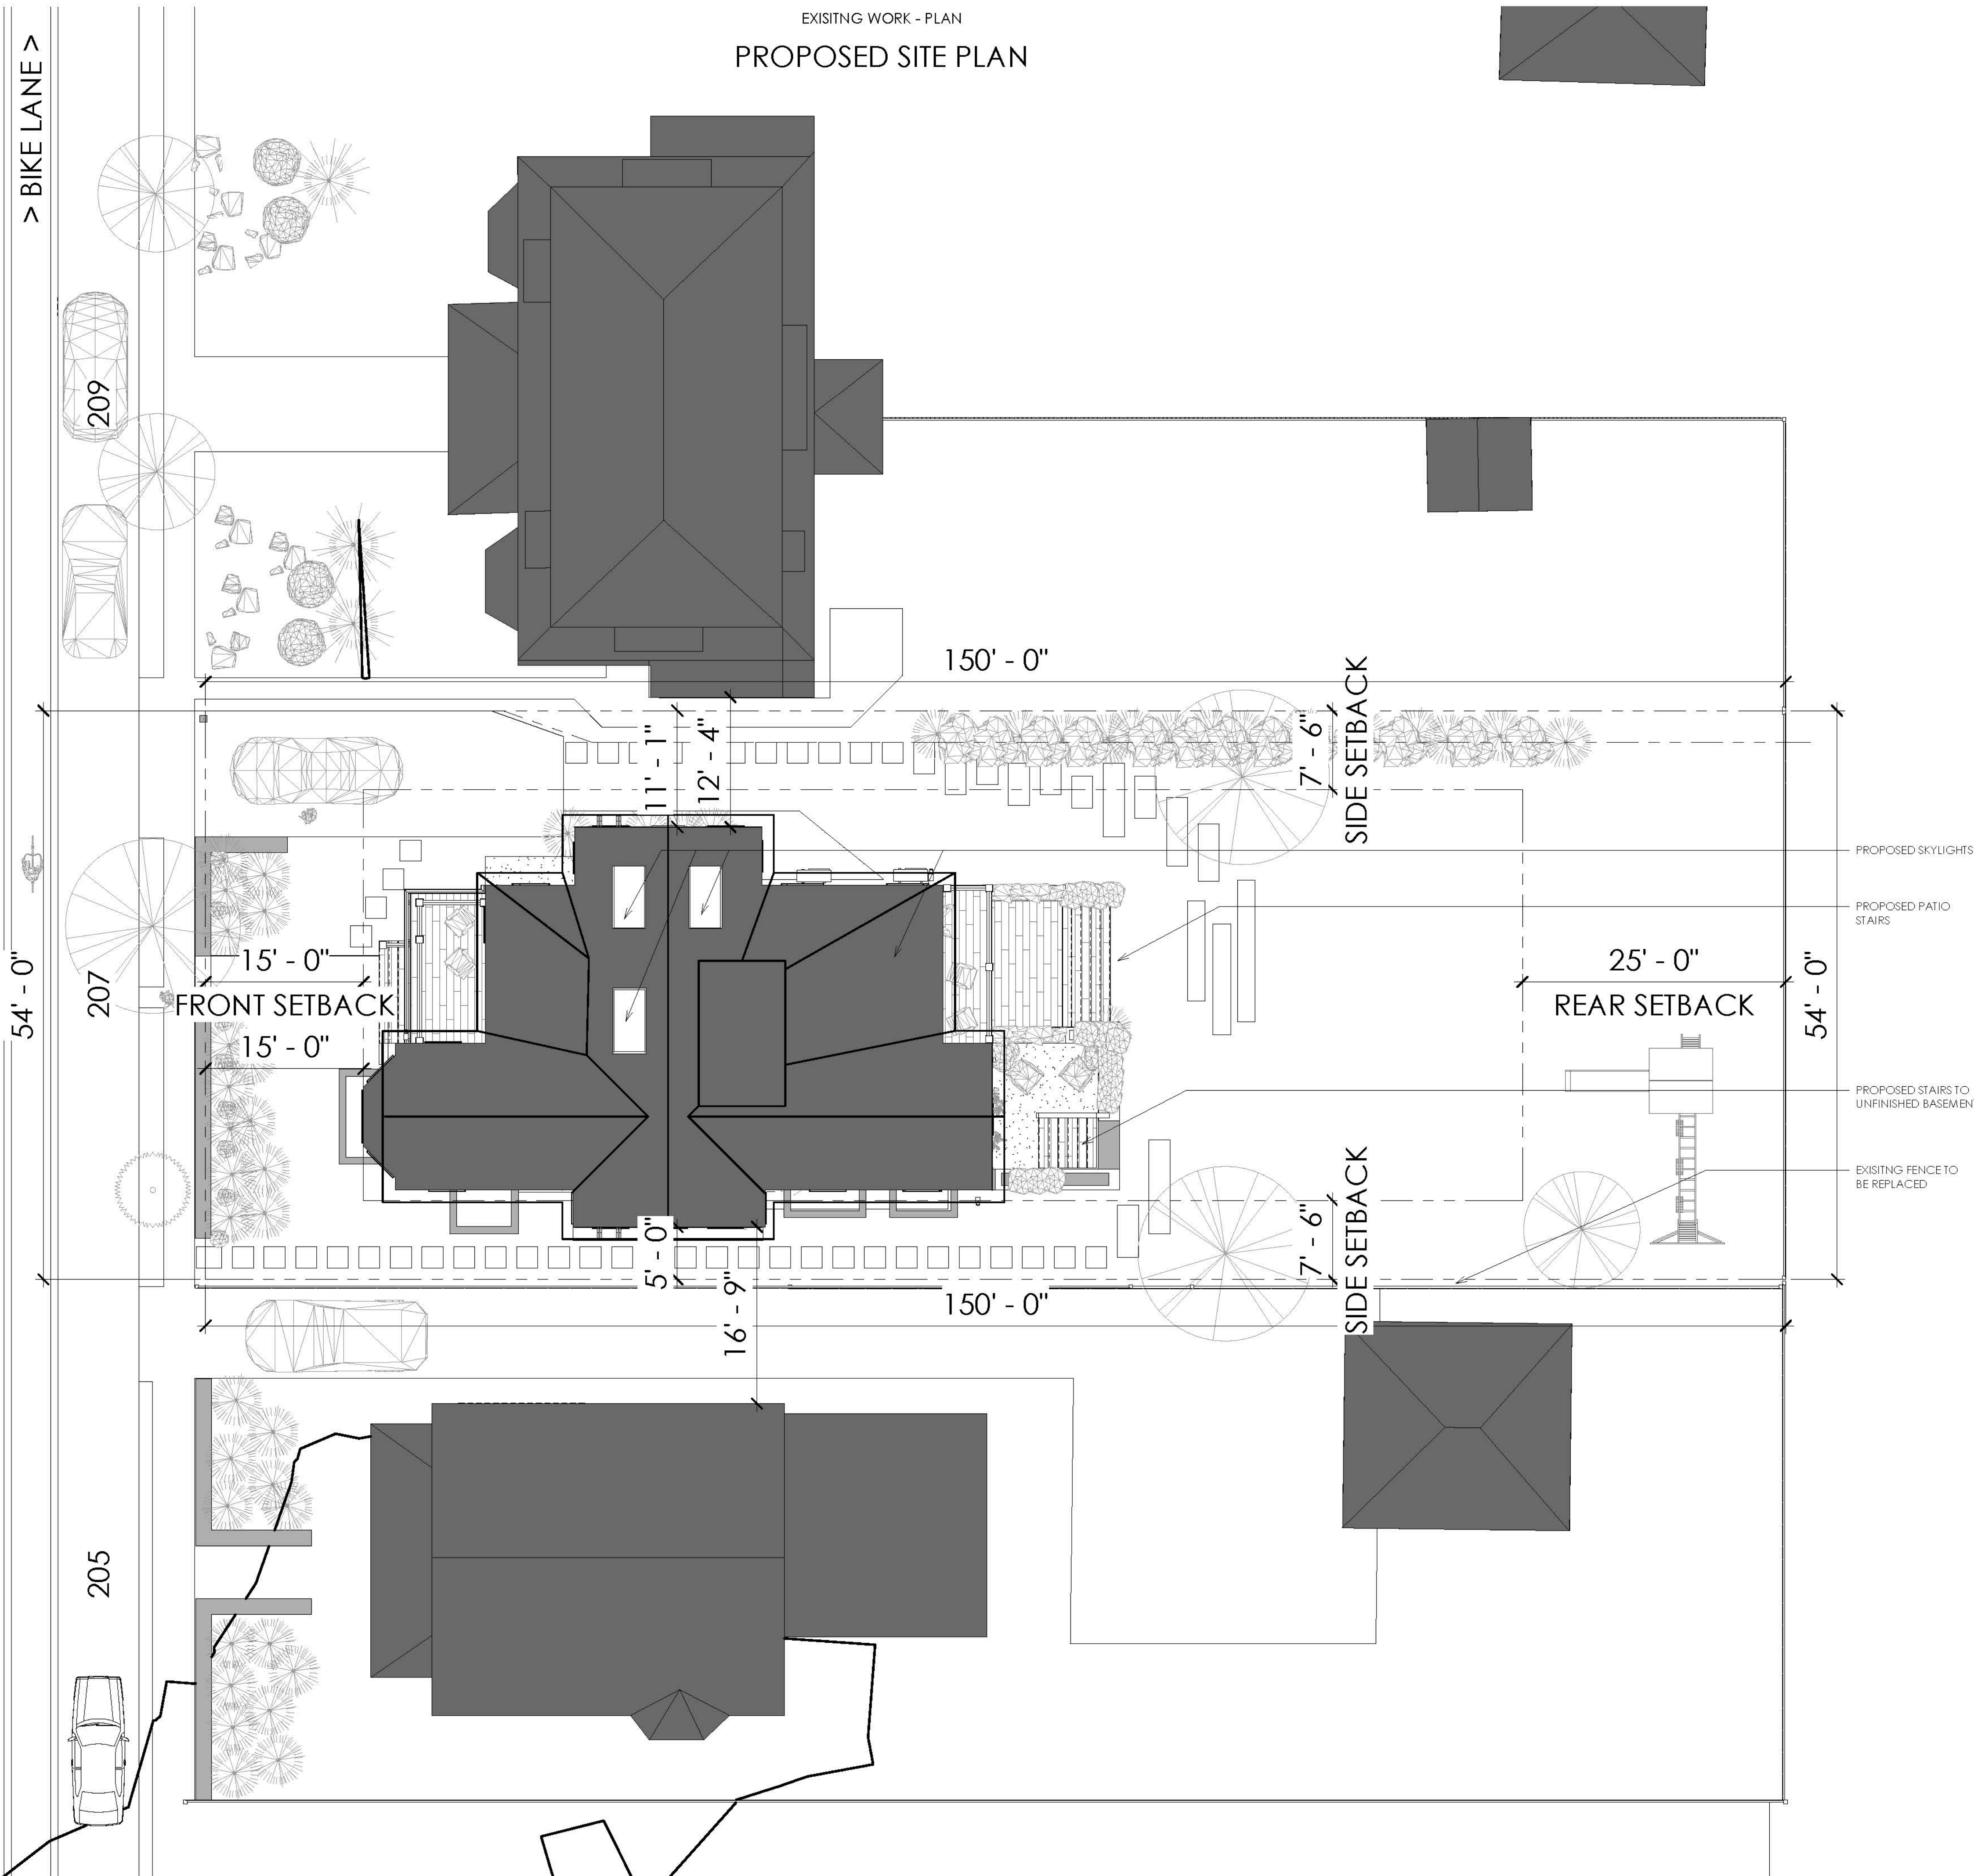 EXISITNG WORK - PLAN
PROPOSED SITE PLAN
> BIKE LANE >
209
150' - 0"
SIDE SETBACK
7' - 6"
11' - 1"
12' - 4"
PROPOSED SKYLIGHTS
PROPOSED PATIO
STAIRS
54' - 0"
207
15' - 0"
FRONT SETBACK
15' - 0"
25' - 0"
REAR SETBACK
54' - 0"
PROPOSED STAIRS TO
UNFINISHED BASEMEN
EXISITNG FENCE TO
BE REPLACED
5' - 0"
16' - 9"
7' - 6"
SIDE SETBACK
150' - 0"
205